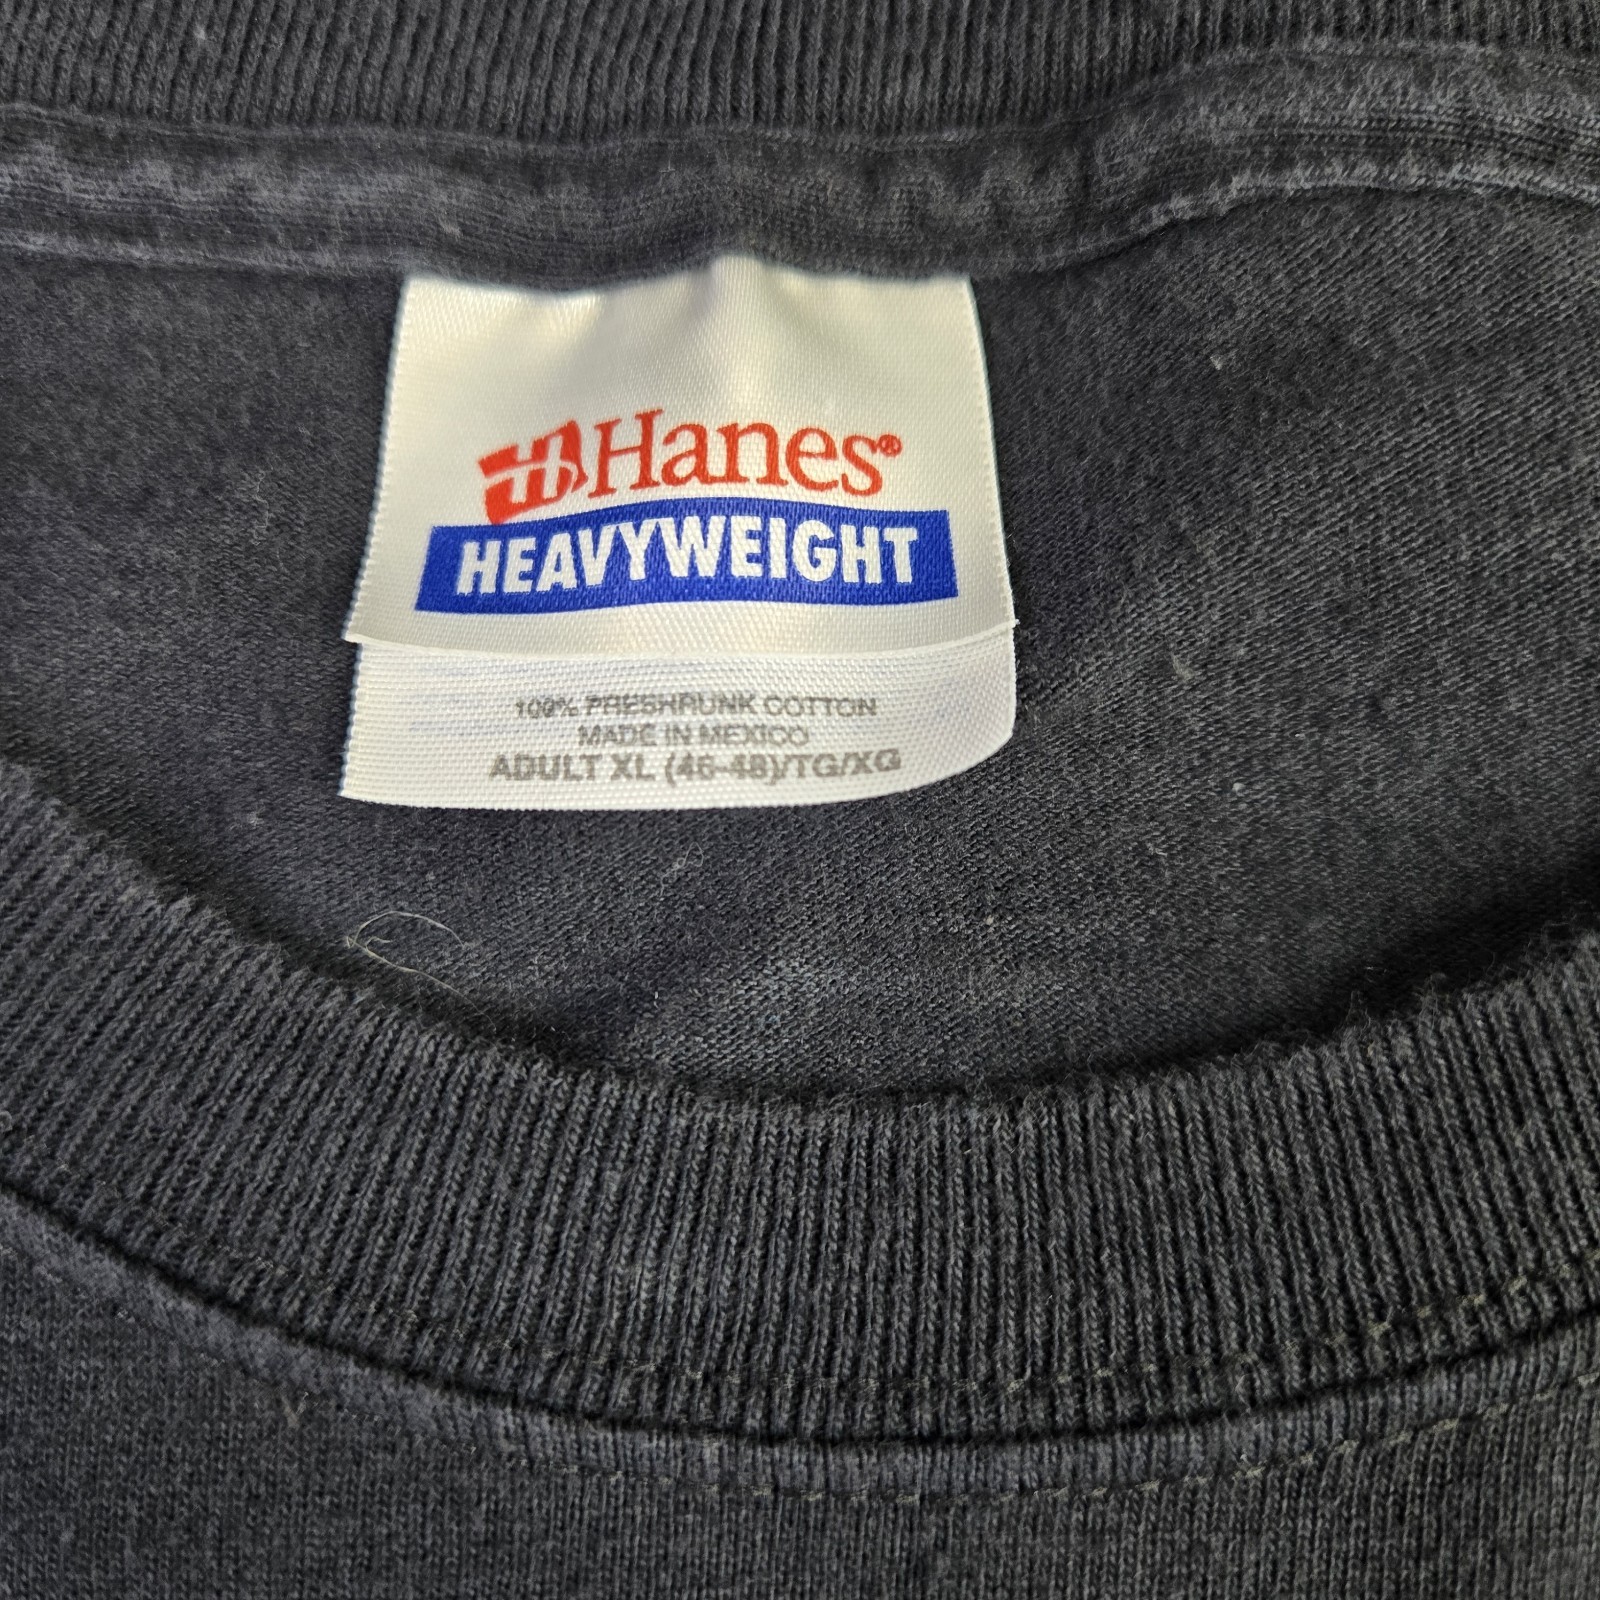 Hanes®
HEAVYWEIGHT
100% PRESHRUNK COTTON
MADE IN MEXICO
ADULT XL (46-48)/TG/XG